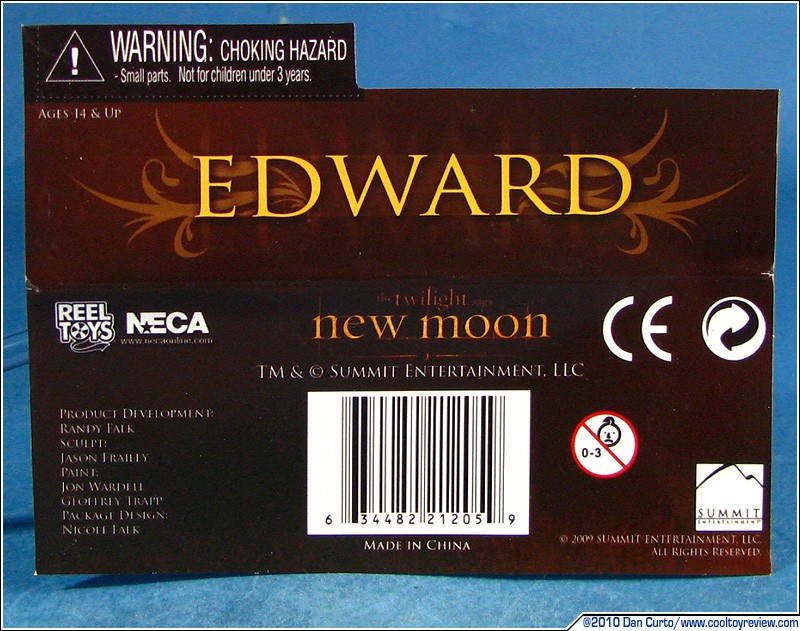 WARNING: CHOKING HAZARD
- Small parts. Not for children under 3 years.
AGES 14 & UP
EDWARD
REEL
TOYS
NECA
www.necaonline.com
the twilight saga
new moon
TM & © SUMMIT ENTERTAINMENT, LLC
CE
PRODUCT DEVELOPMENT:
RANDY FALK
SCULPT:
JASON FRAILEY
PAINT:
JON WARDELL
GEOFFREY TRAPP
PACKAGE DESIGN:
NICOLE FALK
6 34482 21205 9
MADE IN CHINA
0-3
SUMMIT
ENTERTAINMENT
© 2009 SUMMIT ENTERTAINMENT, LLC.
ALL RIGHTS RESERVED.
©2010 Dan Curto/www.cooltoyreview.com